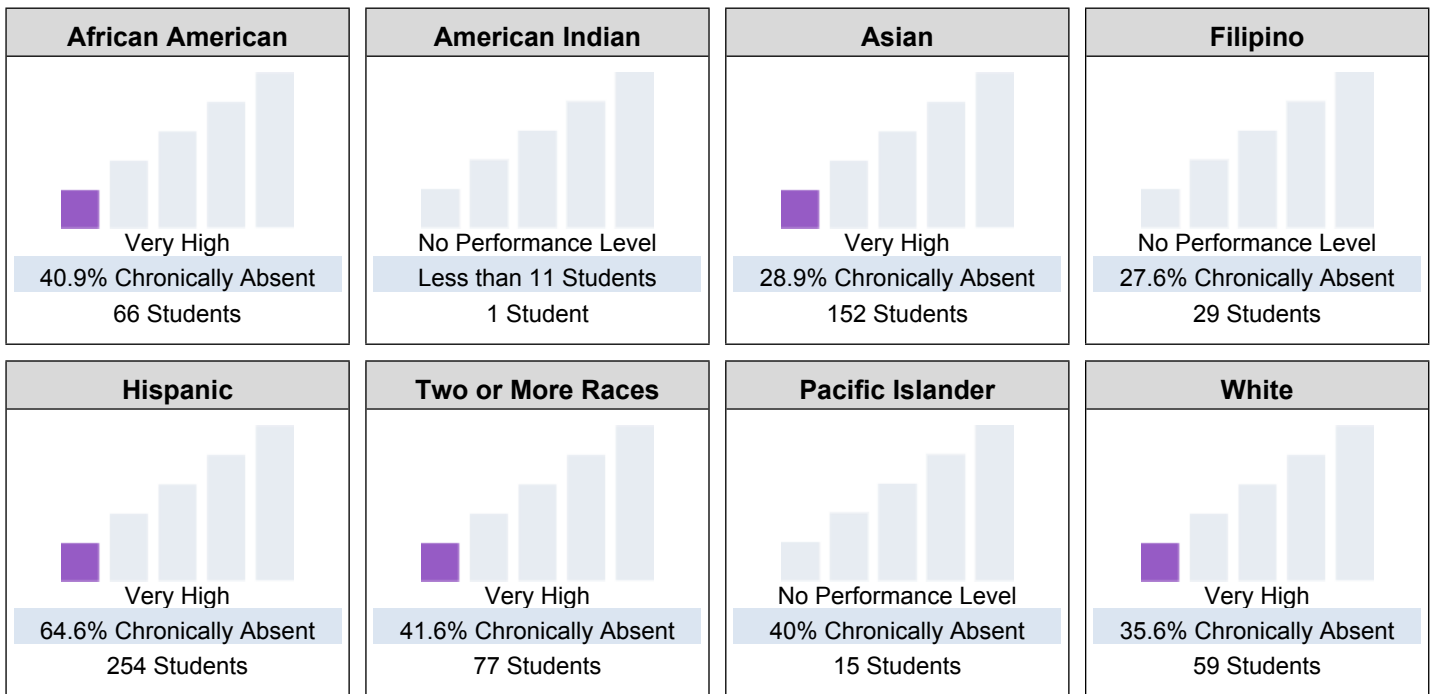 African American
Very High
40.9% Chronically Absent
66 Students
American Indian
No Performance Level
Less than 11 Students
1 Student
Asian
Very High
28.9% Chronically Absent
152 Students
Filipino
No Performance Level
27.6% Chronically Absent
29 Students
Hispanic
Very High
64.6% Chronically Absent
254 Students
Two or More Races
Very High
41.6% Chronically Absent
77 Students
Pacific Islander
No Performance Level
40% Chronically Absent
15 Students
White
Very High
35.6% Chronically Absent
59 Students